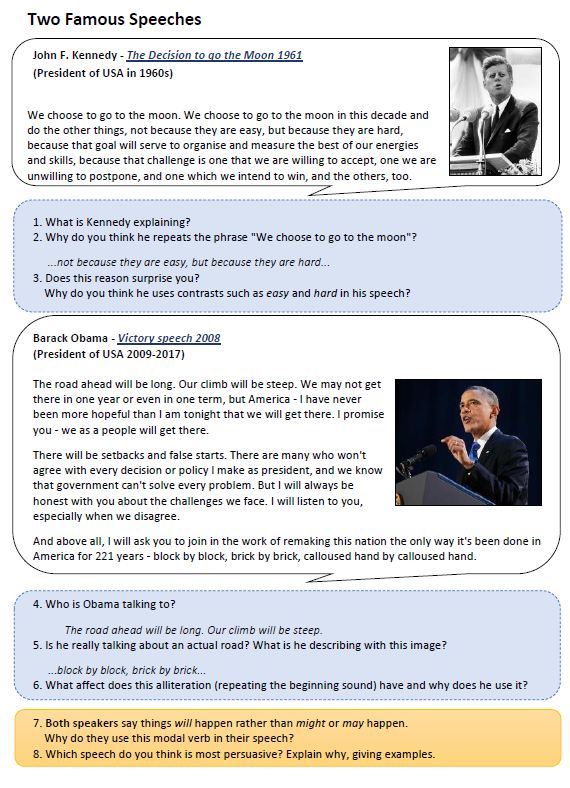 Two Famous Speeches
John F. Kennedy - The Decision to go the Moon 1961
(President of USA in 1960s)
We choose to go to the moon. We choose to go to the moon in this decade and
do the other things, not because they are easy, but because they are hard,
because that goal will serve to organise and measure the best of our energies
and skills, because that challenge is one that we are willing to accept, one we are
unwilling to postpone, and one which we intend to win, and the others, too.
1. What is Kennedy explaining?
2. Why do you think he repeats the phrase "We choose to go to the moon"?
...not because they are easy, but because they are hard...
3. Does this reason surprise you?
Why do you think he uses contrasts such as easy and hard in his speech?
Barack Obama - Victory speech 2008
(President of USA 2009-2017)
The road ahead will be long. Our climb will be steep. We may not get
there in one year or even in one term, but America - I have never
been more hopeful than I am tonight that we will get there. I promise
you - we as a people will get there.
There will be setbacks and false starts. There are many who won't
agree with every decision or policy I make as president, and we know
that government can't solve every problem. But I will always be
honest with you about the challenges we face. I will listen to you,
especially when we disagree.
And above all, I will ask you to join in the work of remaking this nation the only way it's been done in
America for 221 years - block by block, brick by brick, calloused hand by calloused hand.
4. Who is Obama talking to?
The road ahead will be long. Our climb will be steep.
5. Is he really talking about an actual road? What is he describing with this image?
...block by block, brick by brick...
6. What affect does this alliteration (repeating the beginning sound) have and why does he use it?
7. Both speakers say things will happen rather than might or may happen.
Why do they use this modal verb in their speech?
8. Which speech do you think is most persuasive? Explain why, giving examples.